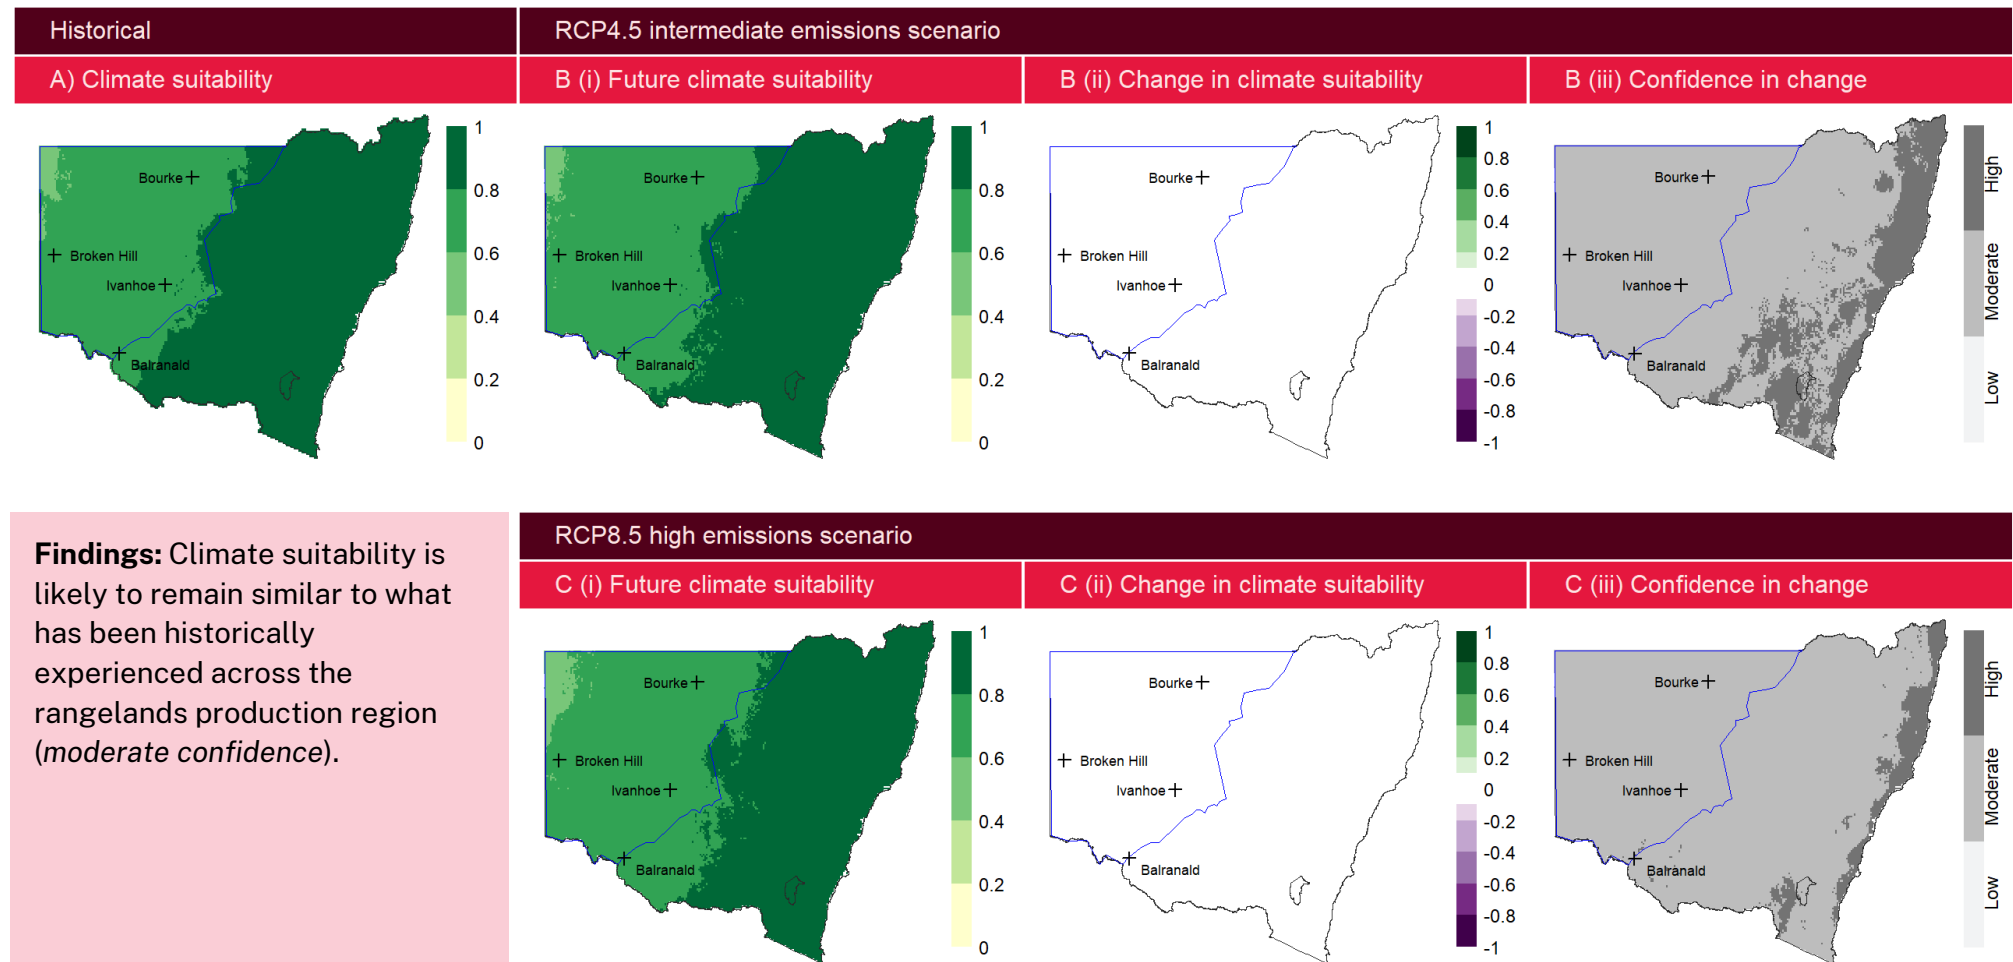 Historical
RCP4.5 intermediate emissions scenario
A) Climate suitability
B (i) Future climate suitability
B (ii) Change in climate suitability
B (iii) Confidence in change
Bourke
Broken Hill
Ivanhoe
Balranald
1
0.8
0.6
0.4
0.2
0
Bourke
Broken Hill
Ivanhoe
Balranald
1
0.8
0.6
0.4
0.2
0
Bourke
Broken Hill
Ivanhoe
Balranald
1
0.8
0.6
0.4
0.2
0
-0.2
-0.4
-0.6
-0.8
-1
Bourke
Broken Hill
Ivanhoe
Balranald
High
Moderate
Low
Findings: Climate suitability is
likely to remain similar to what
has been historically
experienced across the
rangelands production region
(moderate confidence).
RCP8.5 high emissions scenario
C (i) Future climate suitability
C (ii) Change in climate suitability
C (iii) Confidence in change
Bourke
Broken Hill
Ivanhoe
Balranald
1
0.8
0.6
0.4
0.2
0
Bourke
Broken Hill
Ivanhoe
Balranald
1
0.8
0.6
0.4
0.2
0
-0.2
-0.4
-0.6
-0.8
-1
Bourke
Broken Hill
Ivanhoe
Balranald
High
Moderate
Low